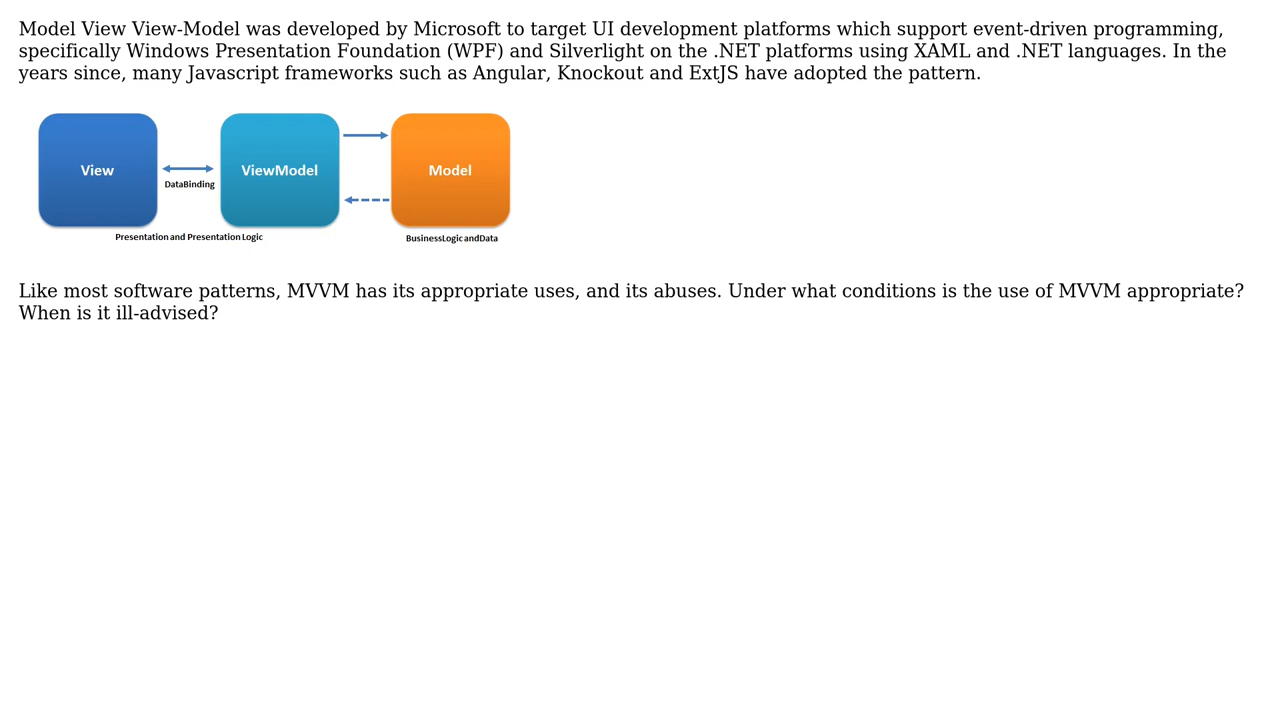 Model View View-Model was developed by Microsoft to target UI development platforms which support event-driven programming,
specifically Windows Presentation Foundation (WPF) and Silverlight on the .NET platforms using XAML and .NET languages. In the
years since, many Javascript frameworks such as Angular, Knockout and ExtJS have adopted the pattern.
View
DataBinding
ViewModel
Model
Presentation and Presentation Logic
BusinessLogic andData
Like most software patterns, MVVM has its appropriate uses, and its abuses. Under what conditions is the use of MVVM appropriate?
When is it ill-advised?